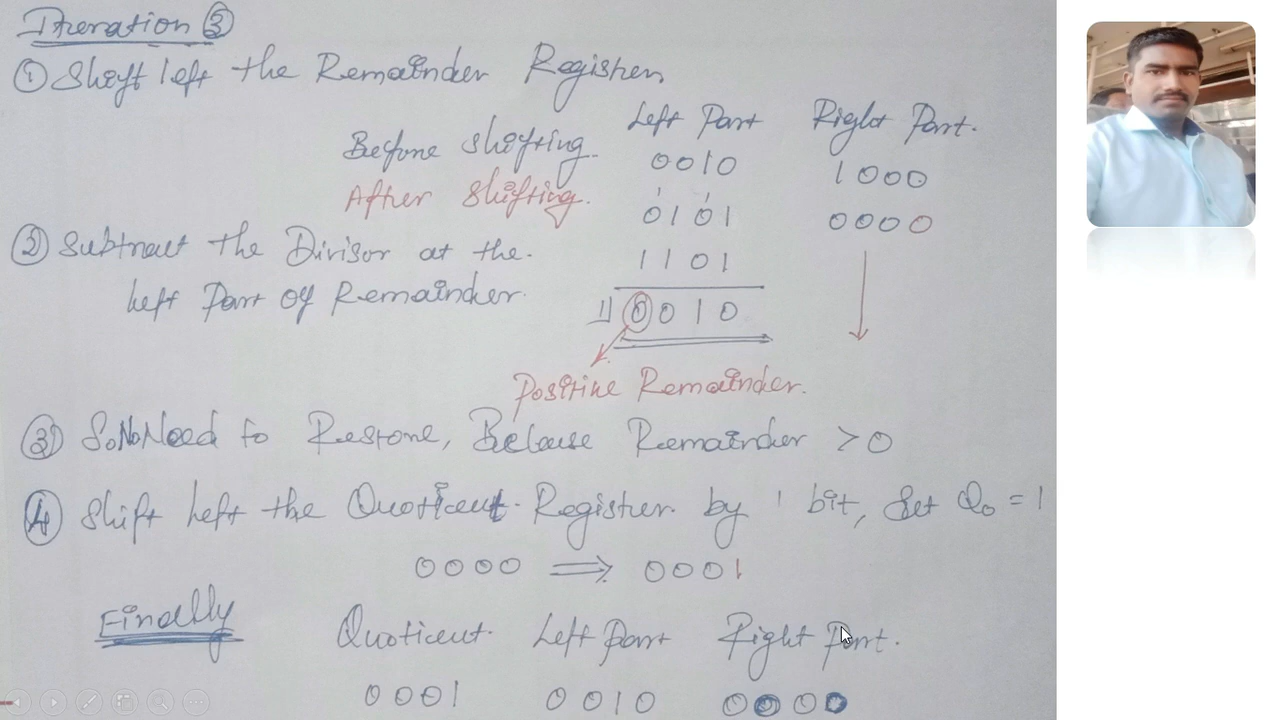 Iteration ③
① Shift left the Remainder Register
Left Part Right Part.
Before Shifting. 0010 1000
After Shifting. 0101 0000
② Subtract the Divisor at the. 1101
Left Part Of Remainder. 1] 0010
Positive Remainder.
③ So No Need to Restore, Because Remainder > 0
④ Shift Left the Quoticent. Register. by 1 bit, Set Q₀ = 1
0000 ⇒ 0001
Finally Quoticent. Left Part Right Part.
0001 0010 0000